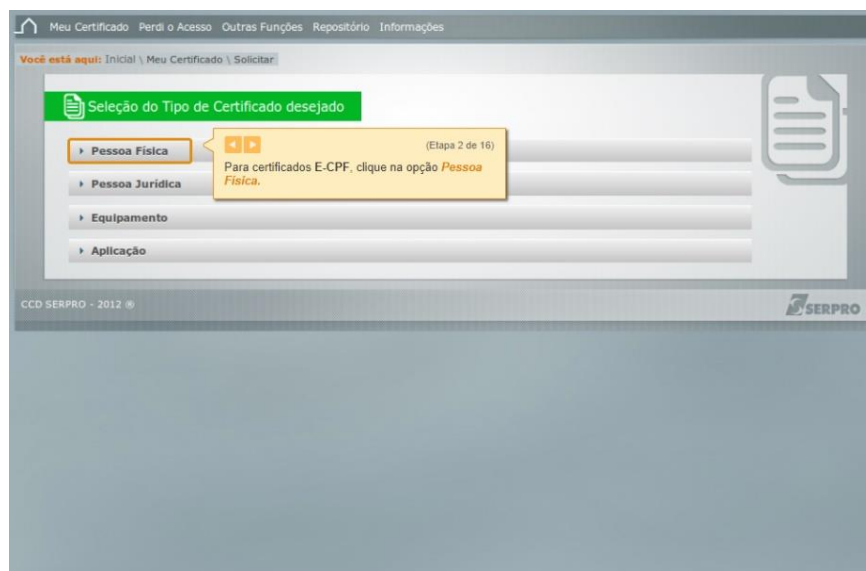 Meu Certificado Perdi o Acesso Outras Funções Repositório Informações
Você está aqui: Inicial \ Meu Certificado \ Solicitar
Seleção do Tipo de Certificado desejado
Pessoa Física
(Etapa 2 de 16)
Para certificados E-CPF, clique na opção Pessoa
Física.
Pessoa Jurídica
Equipamento
Aplicação
CCD SERPRO - 2012 ®
SERPRO